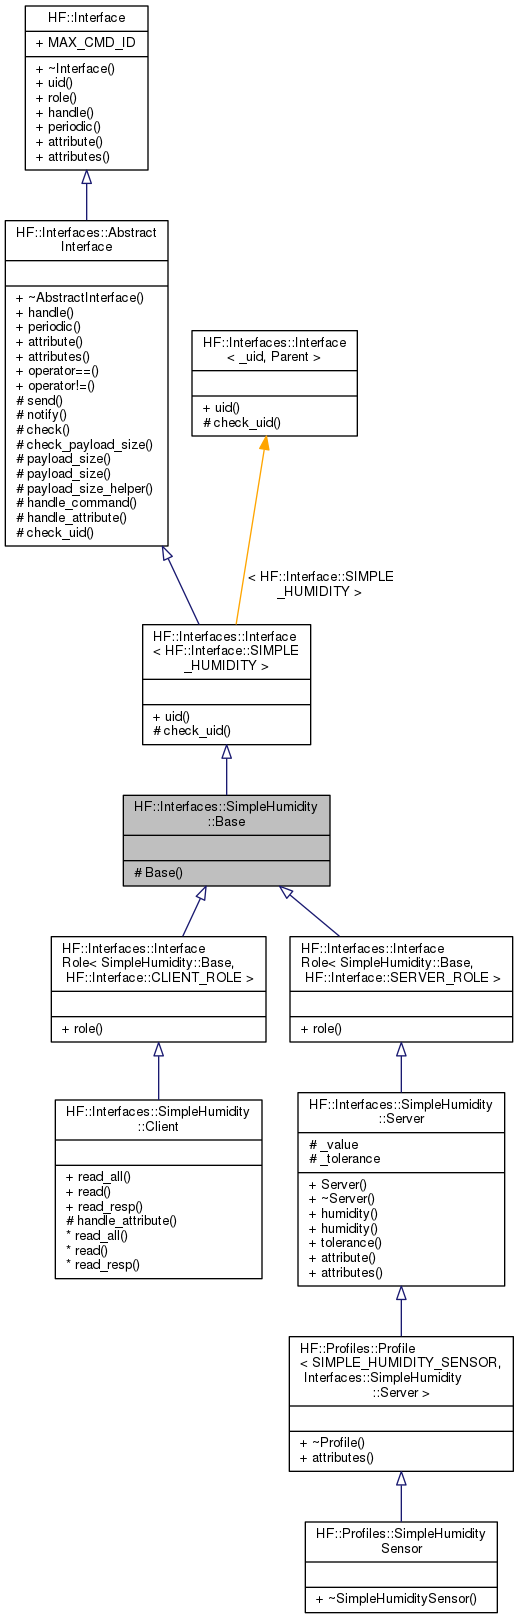 HF::Interface
+ MAX_CMD_ID
+ ~Interface()
+ uid()
+ role()
+ handle()
+ periodic()
+ attribute()
+ attributes()
HF::Interfaces::Abstract
Interface
+ ~AbstractInterface()
+ handle()
+ periodic()
+ attribute()
+ attributes()
+ operator==()
+ operator!=()
# send()
# notify()
# check()
# check_payload_size()
# payload_size()
# payload_size()
# payload_size_helper()
# handle_command()
# handle_attribute()
# check_uid()
HF::Interfaces::Interface
< _uid, Parent >
+ uid()
# check_uid()
< HF::Interface::SIMPLE
_HUMIDITY >
HF::Interfaces::Interface
< HF::Interface::SIMPLE
_HUMIDITY >
+ uid()
# check_uid()
HF::Interfaces::SimpleHumidity
::Base
# Base()
HF::Interfaces::Interface
Role< SimpleHumidity::Base,
HF::Interface::CLIENT_ROLE >
+ role()
HF::Interfaces::Interface
Role< SimpleHumidity::Base,
HF::Interface::SERVER_ROLE >
+ role()
HF::Interfaces::SimpleHumidity
::Client
+ read_all()
+ read()
+ read_resp()
# handle_attribute()
* read_all()
* read()
* read_resp()
HF::Interfaces::SimpleHumidity
::Server
# _value
# _tolerance
+ Server()
+ ~Server()
+ humidity()
+ humidity()
+ tolerance()
+ attribute()
+ attributes()
HF::Profiles::Profile
< SIMPLE_HUMIDITY_SENSOR,
Interfaces::SimpleHumidity
::Server >
+ ~Profile()
+ attributes()
HF::Profiles::SimpleHumidity
Sensor
+ ~SimpleHumiditySensor()